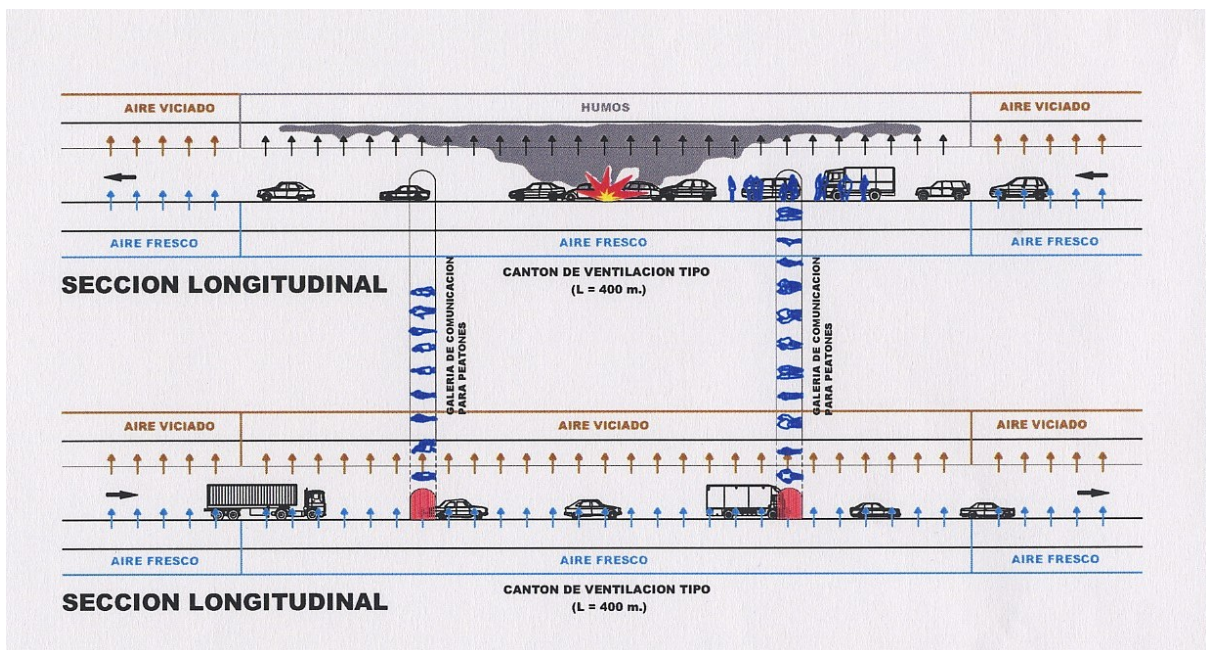 AIRE VICIADO
HUMOS
AIRE VICIADO
AIRE FRESCO
AIRE FRESCO
AIRE FRESCO
SECCION LONGITUDINAL
CANTON DE VENTILACION TIPO
(L = 400 m.)
GALERIA DE COMUNICACION
PARA PEATONES
GALERIA DE COMUNICACION
PARA PEATONES
AIRE VICIADO
AIRE VICIADO
AIRE VICIADO
AIRE FRESCO
AIRE FRESCO
AIRE FRESCO
SECCION LONGITUDINAL
CANTON DE VENTILACION TIPO
(L = 400 m.)